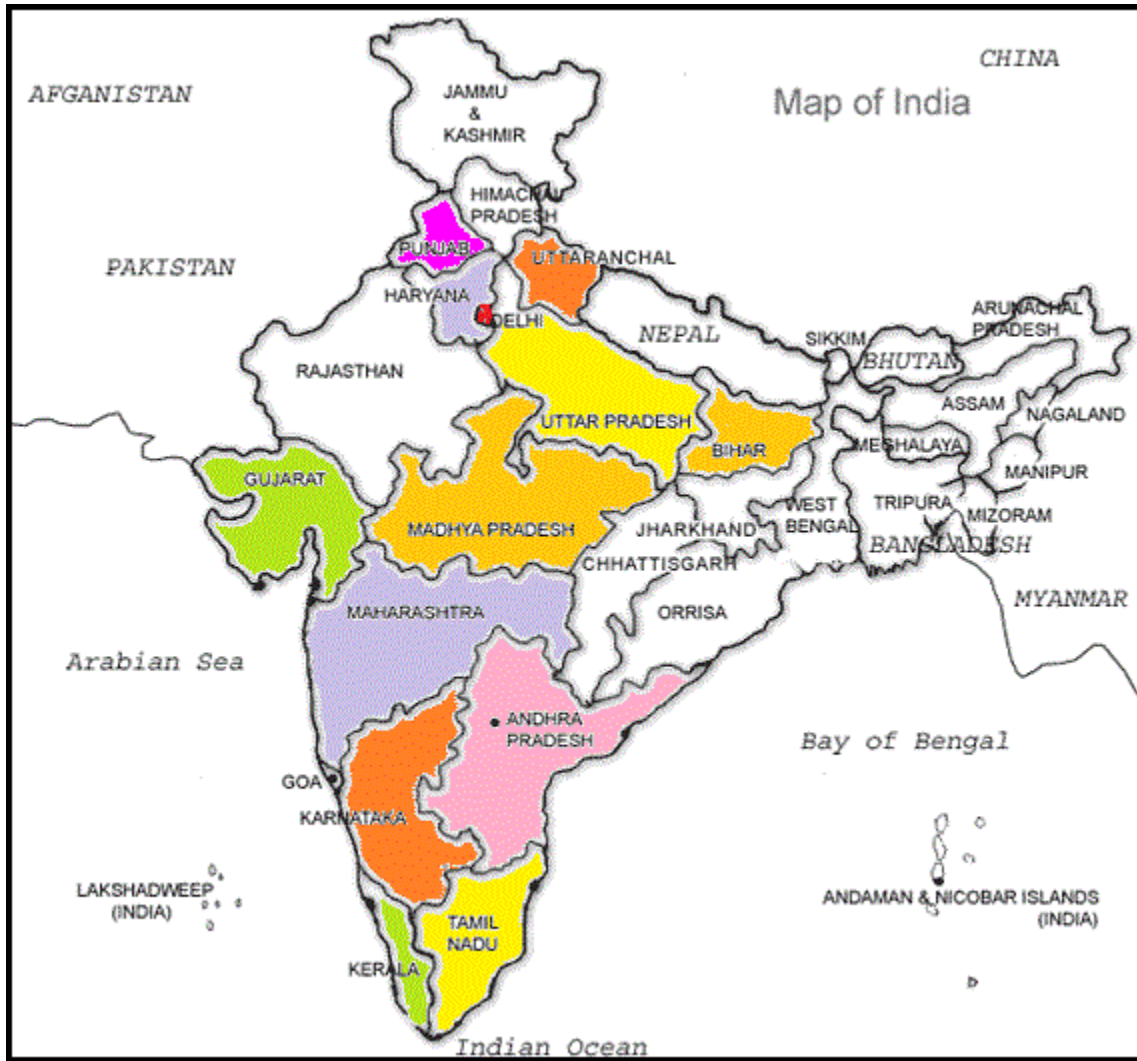 CHINA
AFGANISTAN
Map of India
JAMMU
&
KASHMIR
HIMACHAL
PRADESH
PUNJAB
UTTARANCHAL
PAKISTAN
HARYANA
DELHI
NEPAL
SIKKIM
ARUNACHAL
PRADESH
BHUTAN
RAJASTHAN
ASSAM
NAGALAND
UTTAR PRADESH
BIHAR
MESHALAYA
MANIPUR
GUJARAT
MADHYA PRADESH
JHARKHAND
WEST
BENGAL
TRIPURA
MIZORAM
BANGLADESH
CHHATTISGARH
MYANMAR
MAHARASHTRA
ORRISA
Arabian Sea
ANDHRA
PRADESH
Bay of Bengal
GOA
KARNATAKA
LAKSHADWEEP
(INDIA)
ANDAMAN & NICOBAR ISLANDS
(INDIA)
TAMIL
NADU
KERALA
Indian Ocean